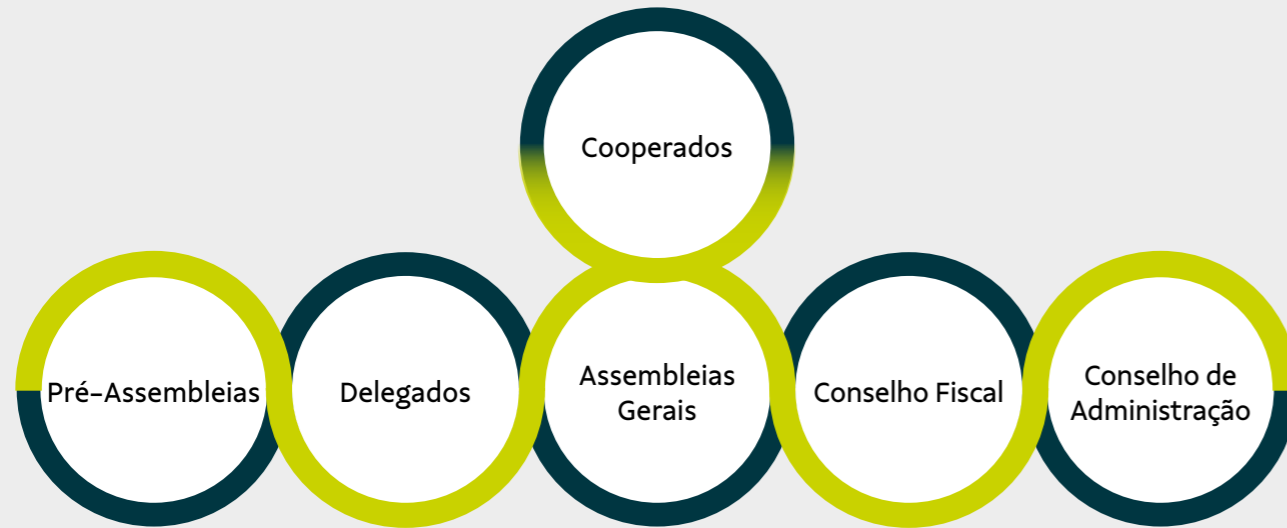 Cooperados
Pré-Assembleias
Delegados
Assembleias
Gerais
Conselho Fiscal
Conselho de
Administração